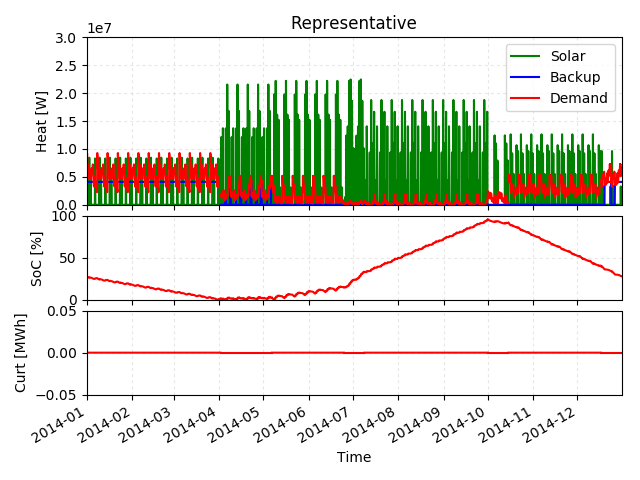 Representative
1e7
3.0
2.5
2.0
1.5
1.0
0.5
0.0
Heat [W]
Solar
Backup
Demand
100
50
0
SoC [%]
0.05
0.00
−0.05
Curt [MWh]
2014-01
2014-02
2014-03
2014-04
2014-05
2014-06
2014-07
2014-08
2014-09
2014-10
2014-11
2014-12
Time